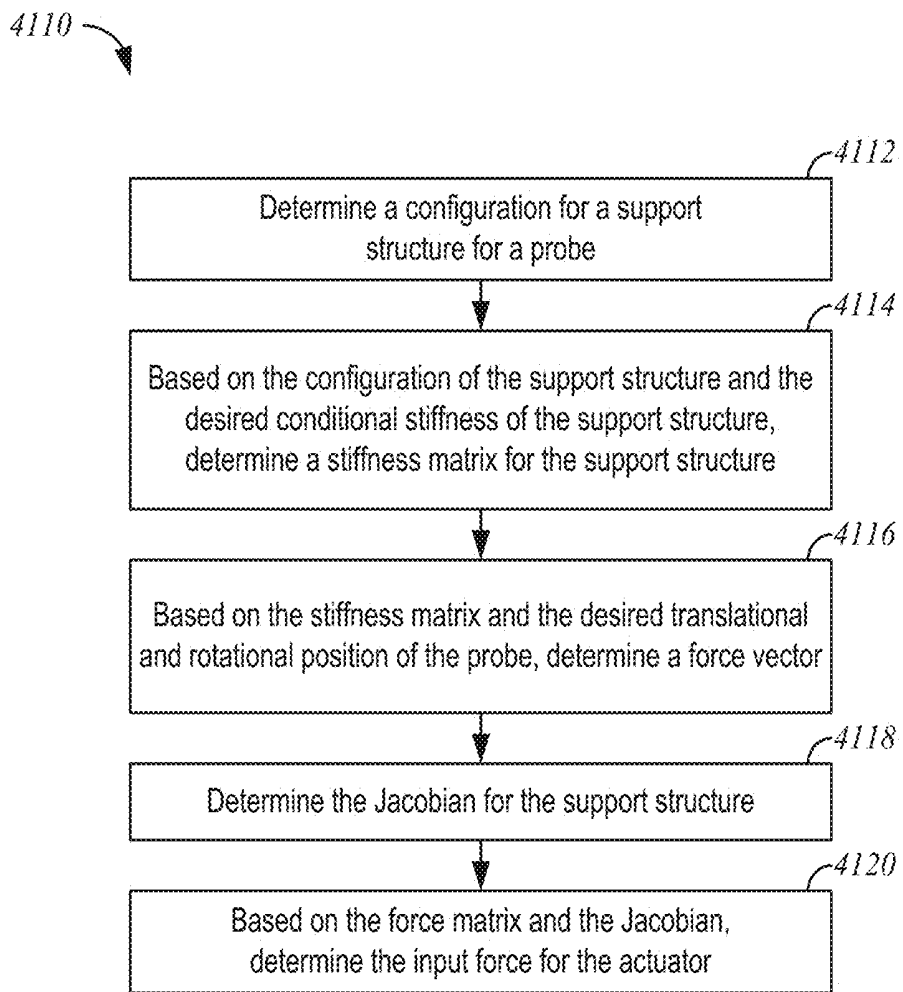 4110
4112
Determine a configuration for a support
structure for a probe
4114
Based on the configuration of the support structure and the
desired conditional stiffness of the support structure,
determine a stiffness matrix for the support structure
4116
Based on the stiffness matrix and the desired translational
and rotational position of the probe, determine a force vector
4118
Determine the Jacobian for the support structure
4120
Based on the force matrix and the Jacobian,
determine the input force for the actuator